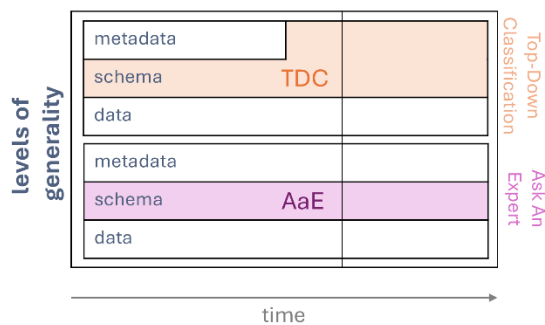 levels of
generality
metadata
schema
TDC
data
Top-Down
Classification
metadata
schema
AaE
data
Ask An
Expert
time